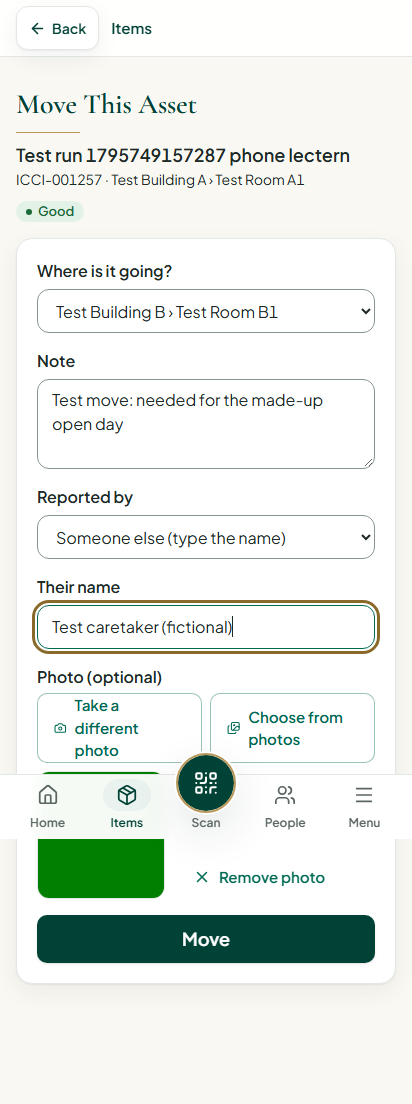 Back
Items
Move This Asset
Test run 1795749157287 phone lectern
ICCI-001257 · Test Building A › Test Room A1
Good
Where is it going?
Test Building B › Test Room B1
Note
Test move: needed for the made-up
open day
Reported by
Someone else (type the name)
Their name
Test caretaker (fictional)
Photo (optional)
Take a
different
photo
Choose from
photos
Home
Items
Scan
People
Menu
Remove photo
Move